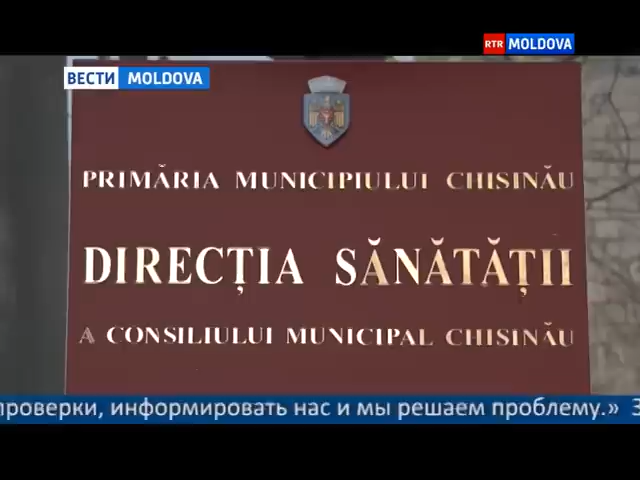 RTR MOLDOVA
ВЕСТИ MOLDOVA
PRIMĂRIA MUNICIPIULUI CHISINĂU
DIRECȚIA SĂNĂTĂȚII
A CONSILIULUI MUNICIPAL CHISINĂU
проверки, информировать нас и мы решаем проблему.» З